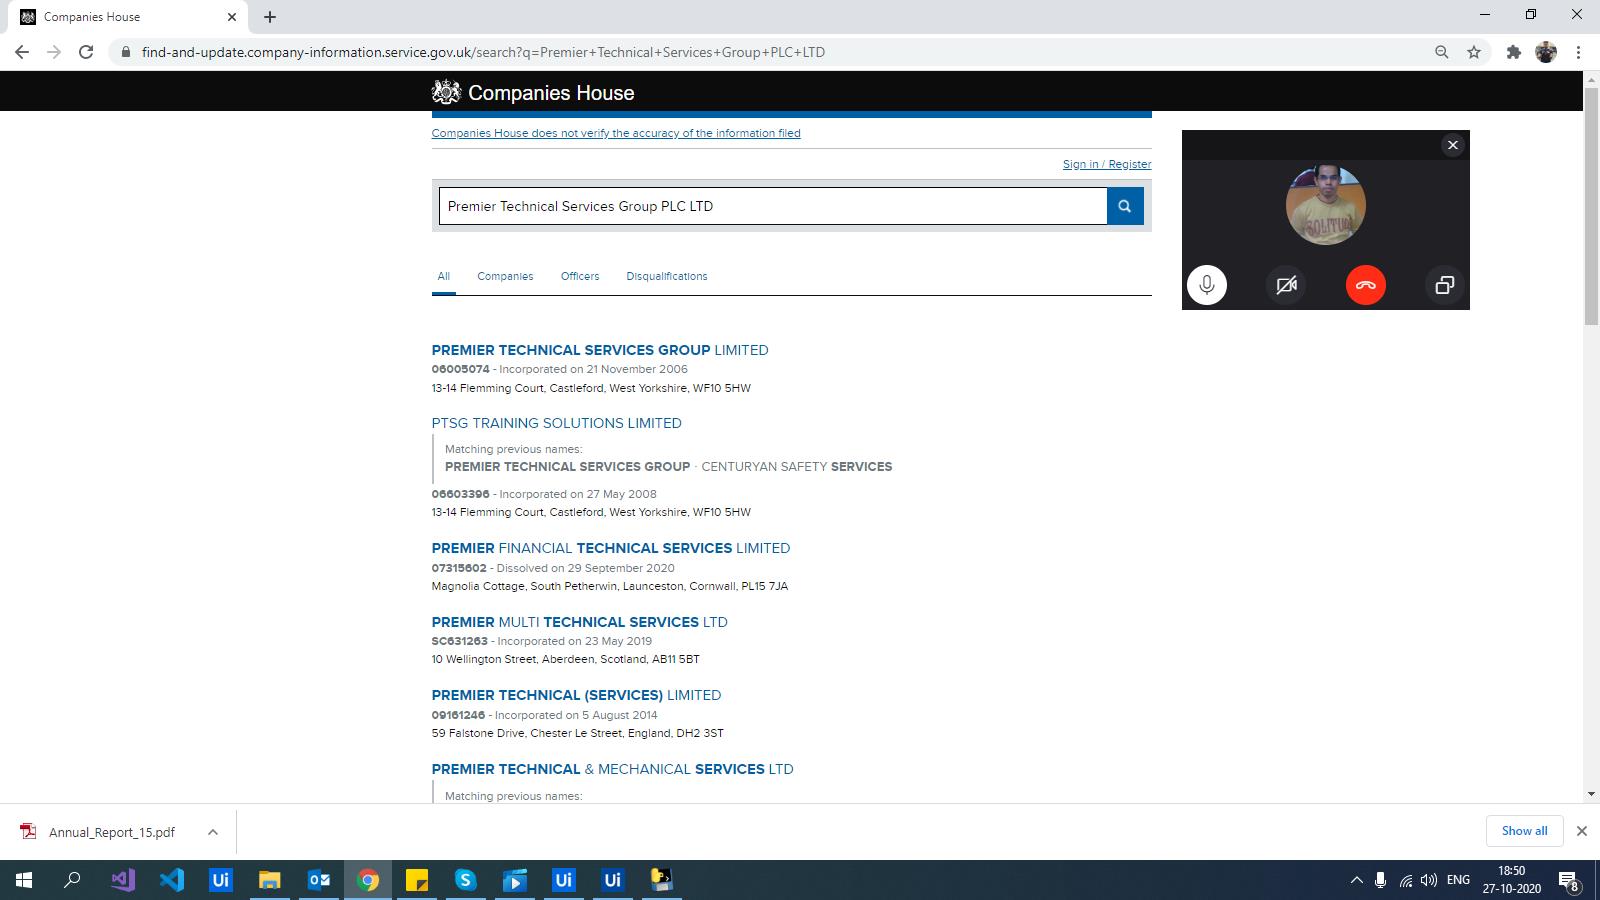 Companies House
find-and-update.company-information.service.gov.uk/search?q=Premier+Technical+Services+Group+PLC+LTD
Companies House
Companies House does not verify the accuracy of the information filed
Sign in / Register
Premier Technical Services Group PLC LTD
All Companies Officers Disqualifications
PREMIER TECHNICAL SERVICES GROUP LIMITED
06005074 - Incorporated on 21 November 2006
13-14 Flemming Court, Castleford, West Yorkshire, WF10 5HW
PTSG TRAINING SOLUTIONS LIMITED
Matching previous names:
PREMIER TECHNICAL SERVICES GROUP · CENTURYAN SAFETY SERVICES
06603396 - Incorporated on 27 May 2008
13-14 Flemming Court, Castleford, West Yorkshire, WF10 5HW
PREMIER FINANCIAL TECHNICAL SERVICES LIMITED
07315602 - Dissolved on 29 September 2020
Magnolia Cottage, South Petherwin, Launceston, Cornwall, PL15 7JA
PREMIER MULTI TECHNICAL SERVICES LTD
SC631263 - Incorporated on 23 May 2019
10 Wellington Street, Aberdeen, Scotland, AB11 5BT
PREMIER TECHNICAL (SERVICES) LIMITED
09161246 - Incorporated on 5 August 2014
59 Falstone Drive, Chester Le Street, England, DH2 3ST
PREMIER TECHNICAL & MECHANICAL SERVICES LTD
Matching previous names:
Annual_Report_15.pdf
Show all
Ui
Ui
Ui
ENG
18:50
27-10-2020
8